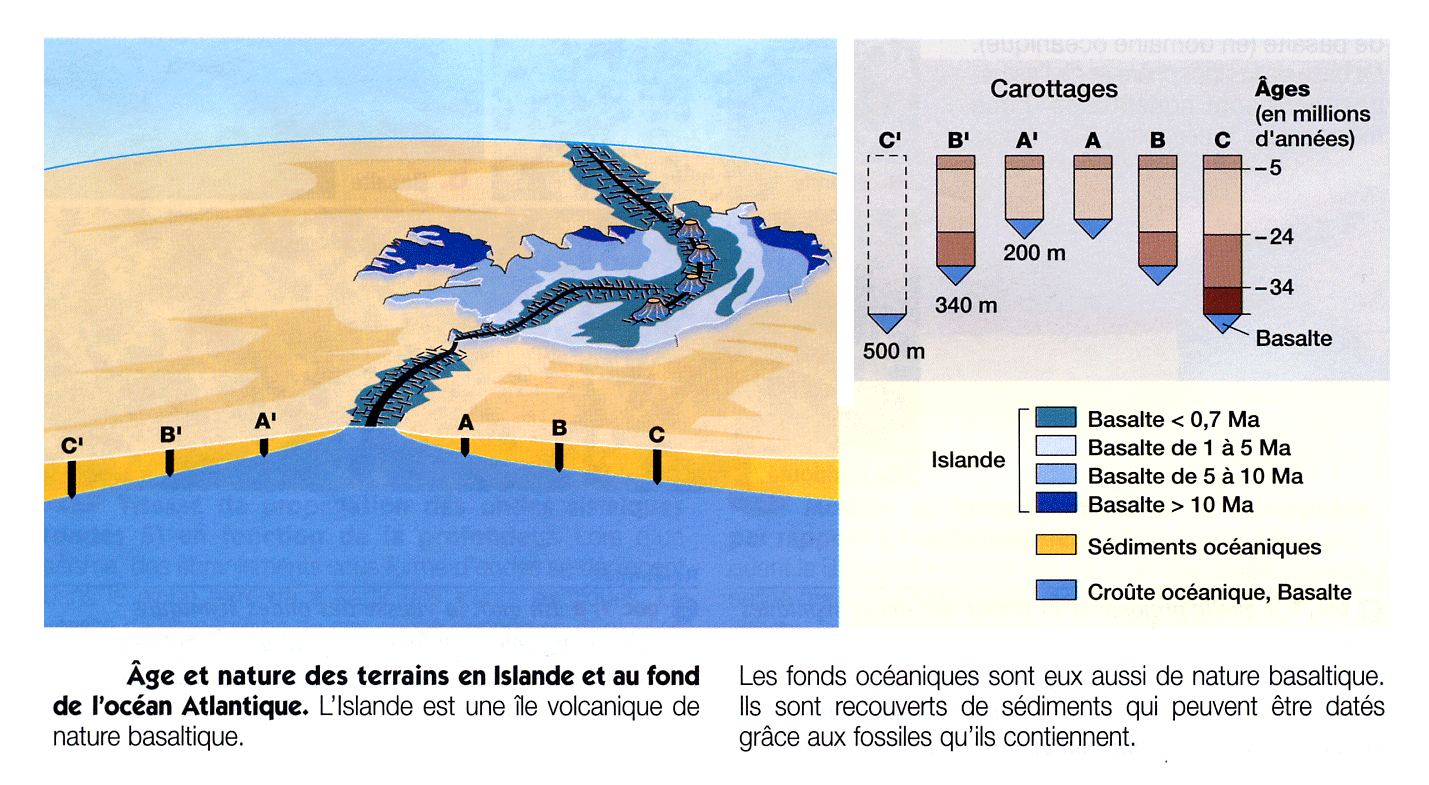 Carottages
Âges
(en millions
d'années)
C' B' A' A B C
–5
–24
–34
200 m
340 m
500 m
Basalte
C' B' A' A B C
Islande
Basalte < 0,7 Ma
Basalte de 1 à 5 Ma
Basalte de 5 à 10 Ma
Basalte > 10 Ma
Sédiments océaniques
Croûte océanique, Basalte
Âge et nature des terrains en Islande et au fond
de l'océan Atlantique. L'Islande est une île volcanique de
nature basaltique.
Les fonds océaniques sont eux aussi de nature basaltique.
Ils sont recouverts de sédiments qui peuvent être datés
grâce aux fossiles qu'ils contiennent.